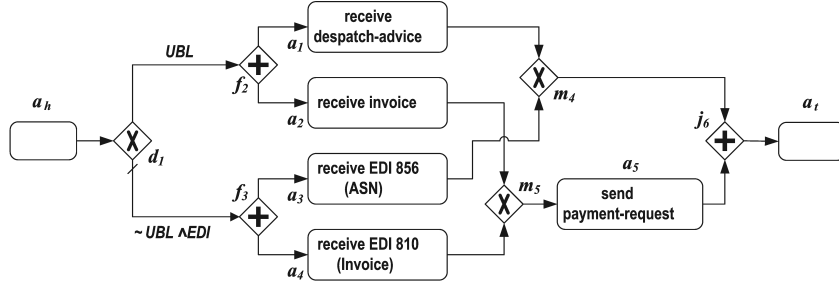 receive
despatch-advice
a1
UBL
f2
m4
ah
receive invoice
a2
at
j6
d1
receive EDI 856
(ASN)
a3
f3
m5
a5
send
payment-request
~ UBL ∧EDI
receive EDI 810
(Invoice)
a4